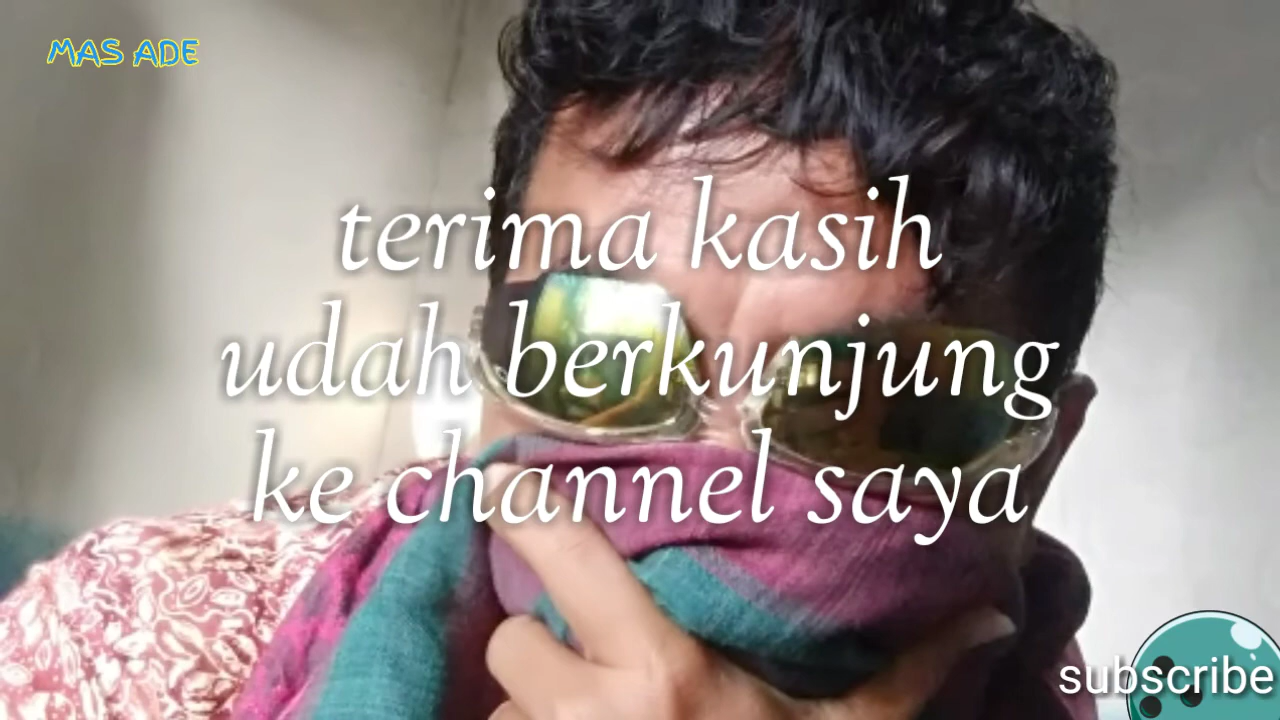 MAS ADE
terima kasih
udah berkunjung
ke channel saya
subscribe